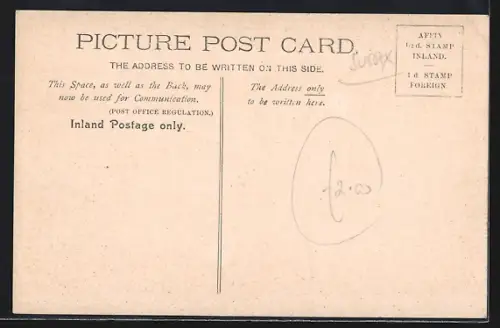 PICTURE POST CARD.
THE ADDRESS TO BE WRITTEN ON THIS SIDE.
This Space, as well as the Back, may
now be used for Communication.
(POST OFFICE REGULATION.)
Inland Postage only.
The Address only
to be written here.
AFFIX
½d. STAMP
INLAND.
1d STAMP
FOREIGN
£2.00